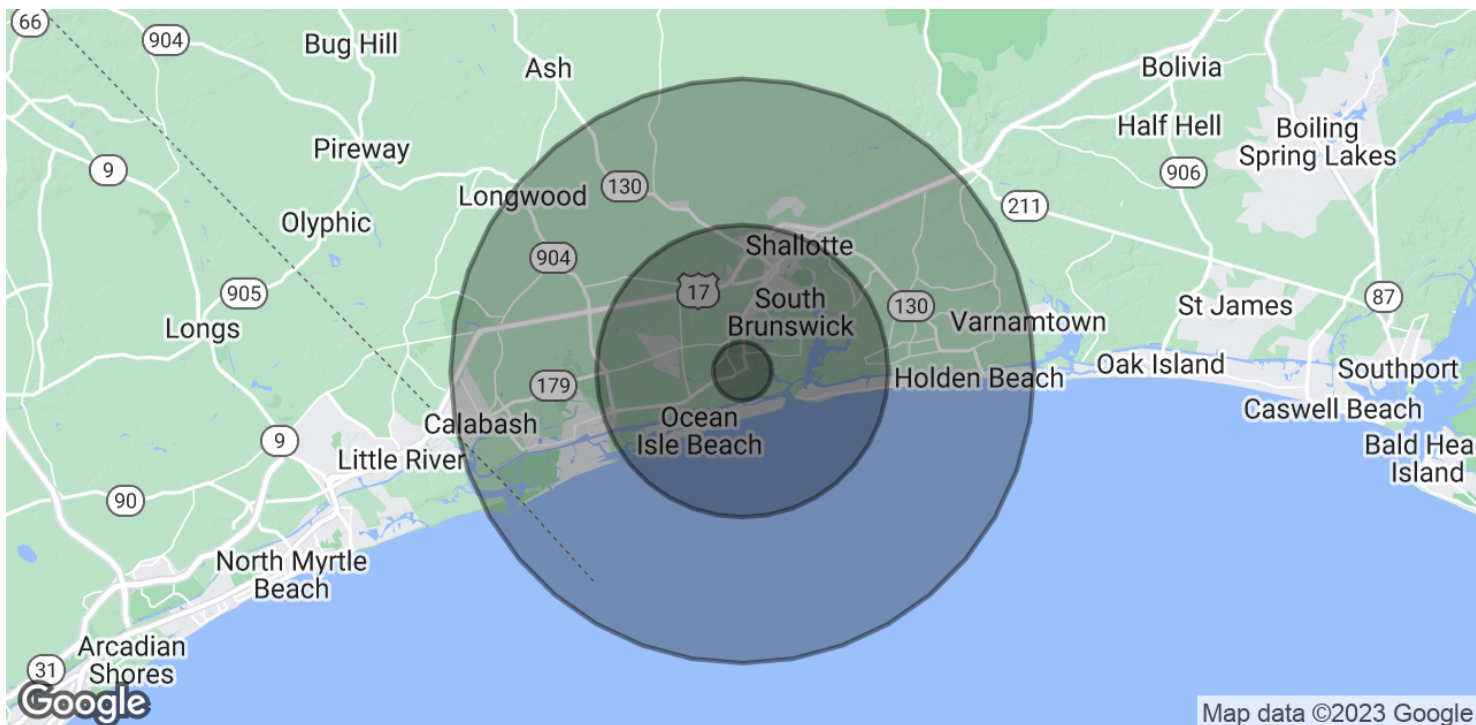 66
904
Bug Hill
Ash
Bolivia
Half Hell
Boiling
Spring Lakes
Pireway
9
Longwood
130
906
211
Olyphic
Shallotte
904
905
17
South
Brunswick
130
87
St James
Longs
Varnamtown
Oak Island
Southport
179
Holden Beach
Caswell Beach
Calabash
Ocean
Isle Beach
9
Little River
Bald Head
Island
90
North Myrtle
Beach
Arcadian
Shores
31
Google
Map data ©2023 Google